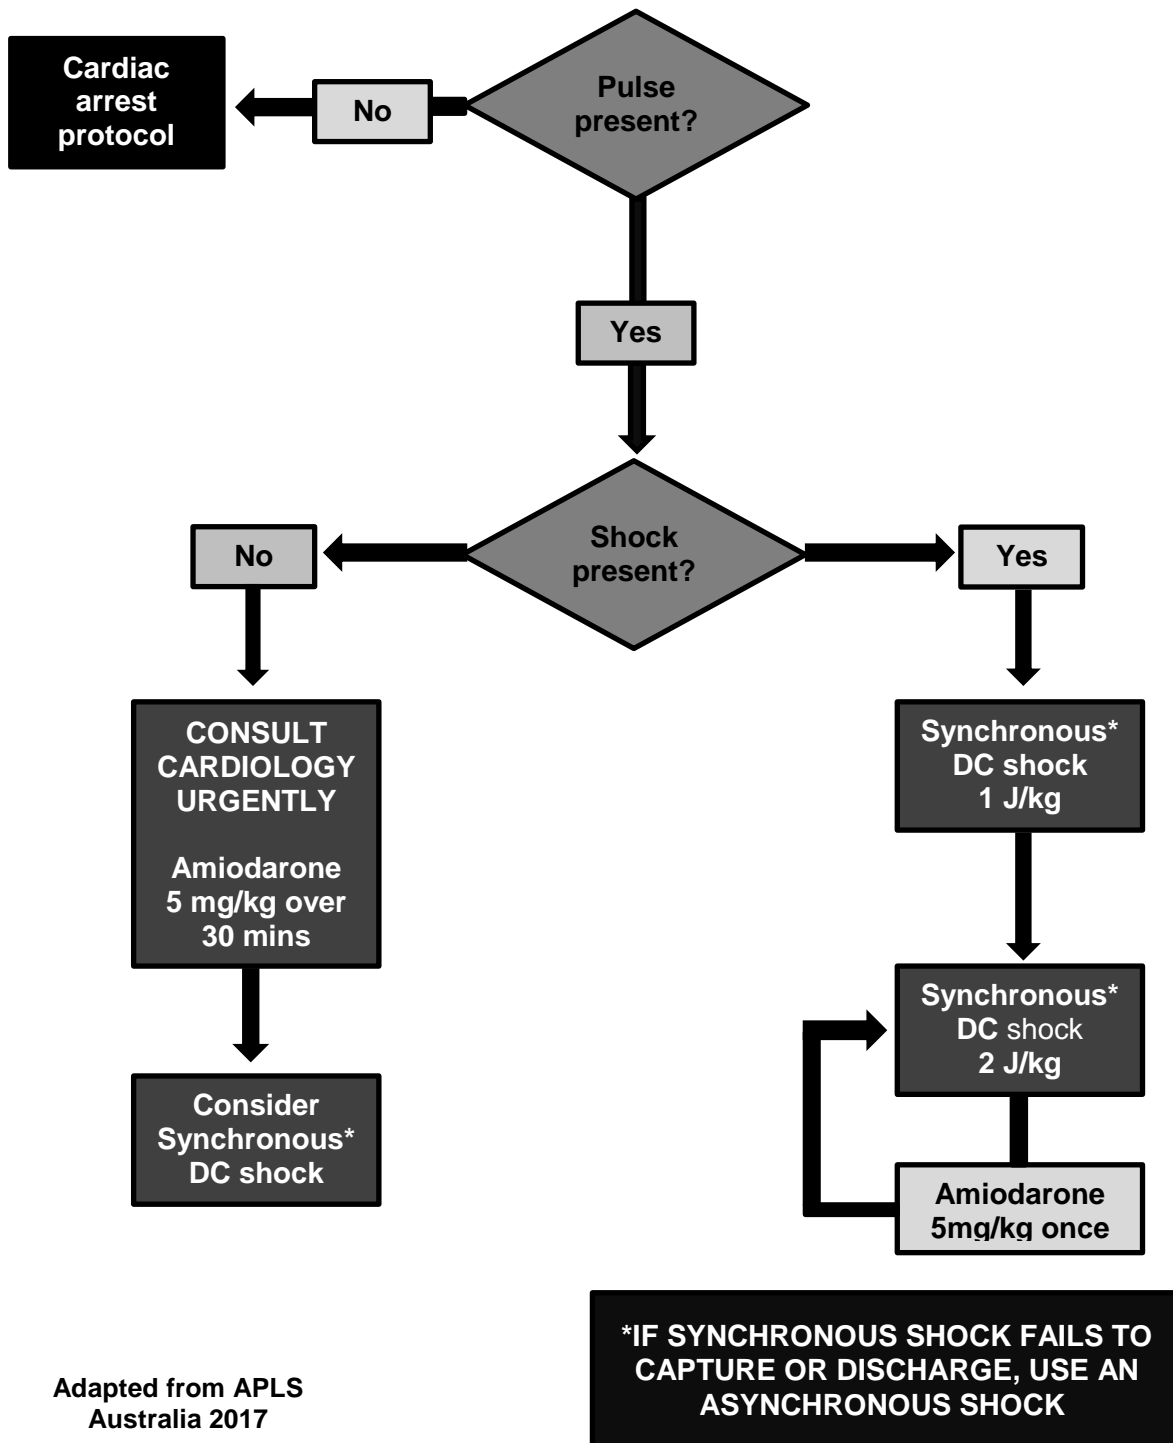 Pulse
present?
No
Cardiac
arrest
protocol
Yes
Shock
present?
No
Yes
CONSULT
CARDIOLOGY
URGENTLY
Amiodarone
5 mg/kg over
30 mins
Consider
Synchronous*
DC shock
Synchronous*
DC shock
1 J/kg
Synchronous*
DC shock
2 J/kg
Amiodarone
5mg/kg once
*IF SYNCHRONOUS SHOCK FAILS TO
CAPTURE OR DISCHARGE, USE AN
ASYNCHRONOUS SHOCK
Adapted from APLS
Australia 2017